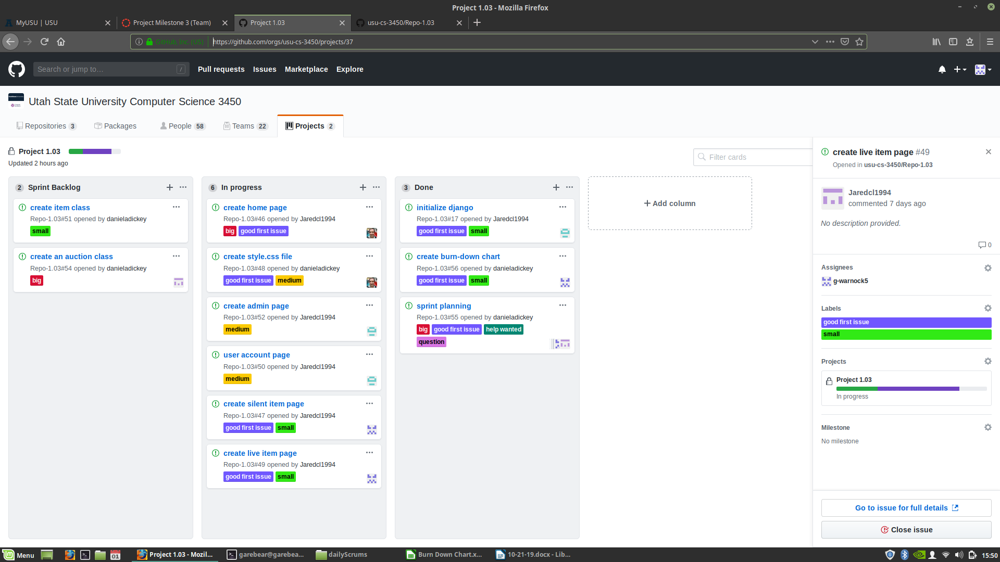 Project 1.03 - Mozilla Firefox
MyUSU | USU
Project Milestone 3 (Team)
Project 1.03
usu-cs-3450/Repo-1.03
GitHub, Inc. (US)
https://github.com/orgs/usu-cs-3450/projects/37
Search or jump to…
/
Pull requests
Issues
Marketplace
Explore
Utah State University Computer Science 3450
Repositories 3
Packages
People 58
Teams 22
Projects 2
Project 1.03
Updated 2 hours ago
Filter cards
2 Sprint Backlog
create item class
Repo-1.03#51 opened by danieladickey
small
create an auction class
Repo-1.03#54 opened by danieladickey
big
6 In progress
create home page
Repo-1.03#46 opened by Jaredcl1994
big good first issue
create style.css file
Repo-1.03#48 opened by danieladickey
good first issue medium
create admin page
Repo-1.03#52 opened by Jaredcl1994
medium
user account page
Repo-1.03#50 opened by Jaredcl1994
medium
create silent item page
Repo-1.03#47 opened by Jaredcl1994
good first issue small
create live item page
Repo-1.03#49 opened by Jaredcl1994
good first issue small
3 Done
initialize django
Repo-1.03#17 opened by Jaredcl1994
good first issue small
create burn-down chart
Repo-1.03#56 opened by danieladickey
good first issue small
sprint planning
Repo-1.03#55 opened by danieladickey
big good first issue help wanted
question
Add column
create live item page #49
Opened in usu-cs-3450/Repo-1.03
Jaredcl1994
commented 7 days ago
No description provided.
0
Assignees
g-warnock5
Labels
good first issue
small
Projects
Project 1.03
In progress
Milestone
No milestone
Go to issue for full details
Close issue
Menu
01
Project 1.03 - Mozil...
garebear@garebea...
dailyScrums
Burn Down Chart.x...
10-21-19.docx - Lib...
15:50